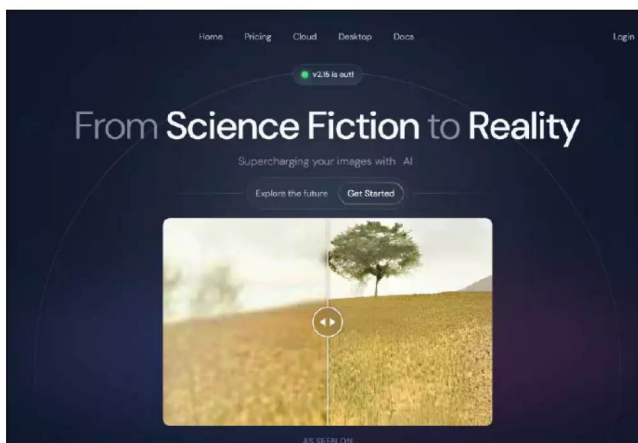 Home Pricing Cloud Desktop Docs Login
v2.15 is out!
From Science Fiction to Reality
Supercharging your images with AI
Explore the future Get Started
AS SEEN ON